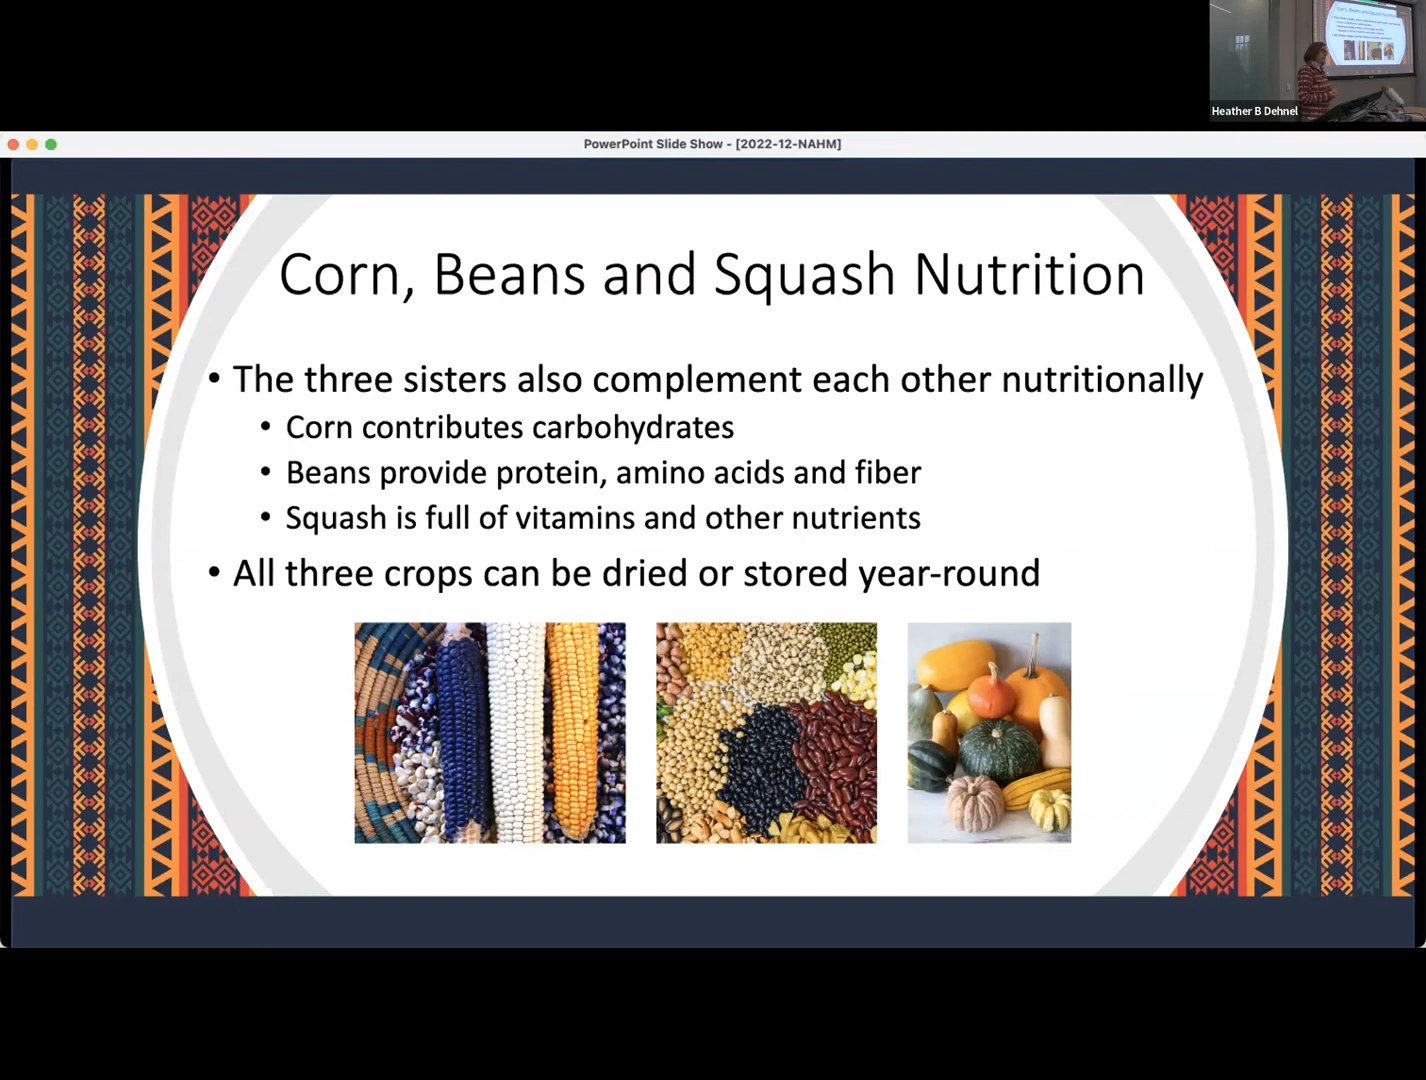 Heather B Dehnel
PowerPoint Slide Show - [2022-12-NAHM]
Corn, Beans and Squash Nutrition
• The three sisters also complement each other nutritionally
• Corn contributes carbohydrates
• Beans provide protein, amino acids and fiber
• Squash is full of vitamins and other nutrients
• All three crops can be dried or stored year-round